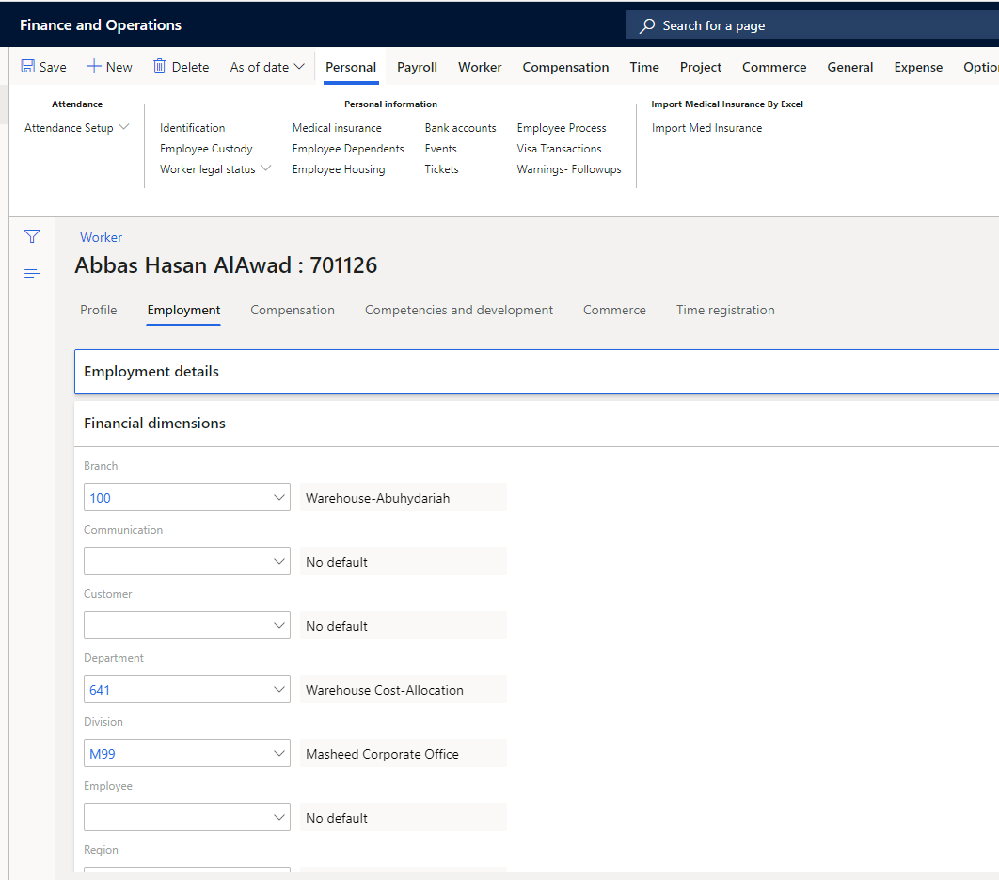 Finance and Operations
Search for a page
Save New Delete As of date Personal Payroll Worker Compensation Time Project Commerce General Expense Optio
Attendance
Attendance Setup
Personal information
Identification Medical insurance Bank accounts Employee Process
Employee Custody Employee Dependents Events Visa Transactions
Worker legal status Employee Housing Tickets Warnings- Followups
Import Medical Insurance By Excel
Import Med Insurance
Worker
Abbas Hasan AlAwad : 701126
Profile Employment Compensation Competencies and development Commerce Time registration
Employment details
Financial dimensions
Branch
100 Warehouse-Abuhydariah
Communication
No default
Customer
No default
Department
641 Warehouse Cost-Allocation
Division
M99 Masheed Corporate Office
Employee
No default
Region